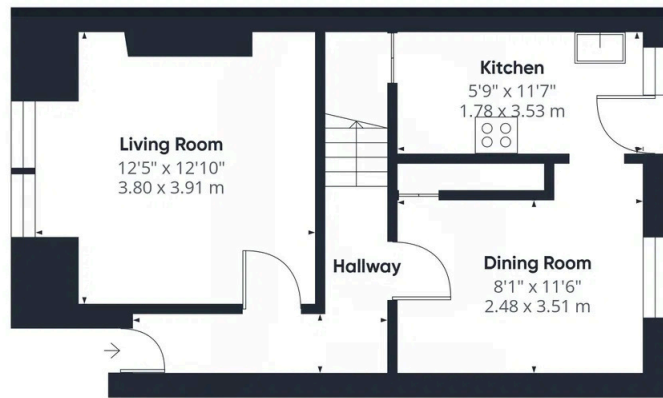 Kitchen
5'9" x 11'7"
1.78 x 3.53 m
Living Room
12'5" x 12'10"
3.80 x 3.91 m
Hallway
Dining Room
8'1" x 11'6"
2.48 x 3.51 m